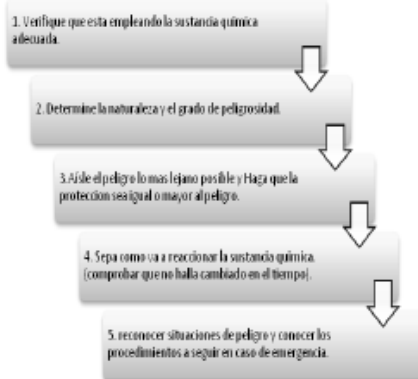 1. Verifique que esta empleando la sustancia quimica
adecuada.
2. Determine la naturaleza y el grado de peligrosidad.
3.Aísle el peligro lo mas lejano posible y Haga que la
proteccion sea igual o mayor al peligro.
4. Sepa como va a reaccionar la sustancia quimica.
(comprobar que no halla cambiado en el tiempo).
5. reconocer situaciones de peligro y conocer los
procedimientos a seguir en caso de emergencia.